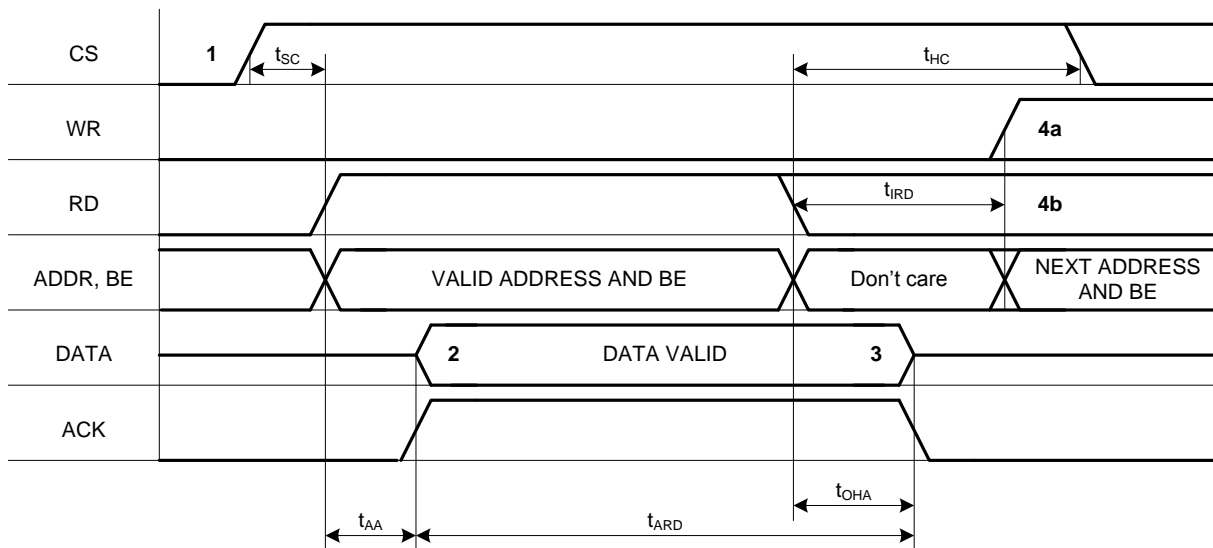 CS
1
tSC
tHC
WR
4a
RD
tIRD
4b
ADDR, BE
VALID ADDRESS AND BE
Don't care
NEXT ADDRESS
AND BE
DATA
2
DATA VALID
3
ACK
tOHA
tAA
tARD